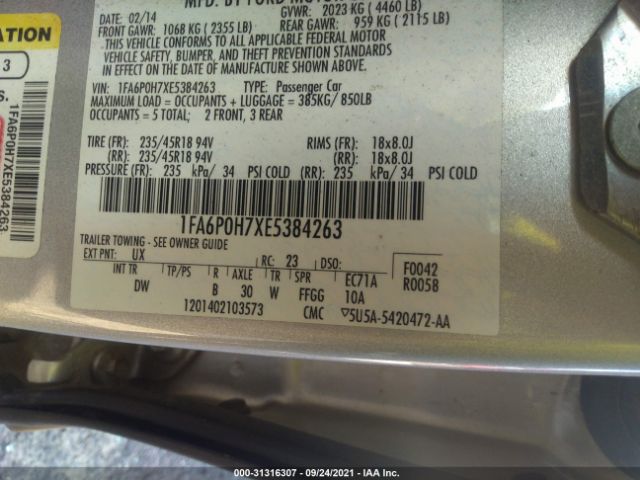 MFD. BY FORD MOTOR
DATE: 02/14 GVWR: 2023 KG ( 4460 LB)
FRONT GAWR: 1068 KG ( 2355 LB) REAR GAWR: 959 KG ( 2115 LB)
THIS VEHICLE CONFORMS TO ALL APPLICABLE FEDERAL MOTOR
VEHICLE SAFETY, BUMPER, AND THEFT PREVENTION STANDARDS
IN EFFECT ON THE DATE OF MANUFACTURE SHOWN ABOVE.
VIN: 1FA6P0H7XE5384263 TYPE: Passenger Car
MAXIMUM LOAD = OCCUPANTS + LUGGAGE = 385KG/ 850LB
OCCUPANTS = 5 TOTAL; 2 FRONT, 3 REAR
TIRE (FR): 235/45R18 94V RIMS (FR): 18x8.0J
(RR): 235/45R18 94V (RR): 18x8.0J
PRESSURE (FR): 235 kPa/ 34 PSI COLD (RR): 235 kPa/ 34 PSI COLD
1FA6P0H7XE5384263
TRAILER TOWING - SEE OWNER GUIDE
EXT PNT: UX RC: 23 DSO: F0042
INT TR TP/PS R AXLE TR SPR EC71A R0058
DW B 30 W FFGG 10A
1201402103573 CMC ▽5U5A-5420472-AA
ATION
3
S.
1FA6P0H7XE5384263
000-31316307 - 09/24/2021 - IAA Inc.